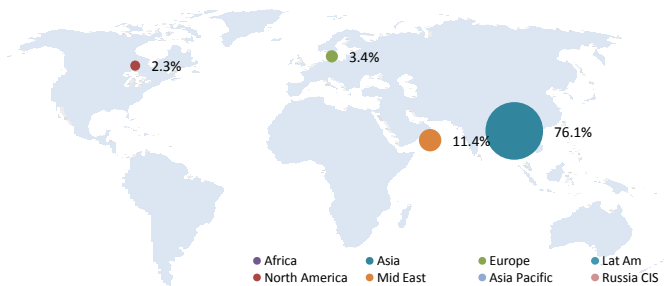 2.3%
3.4%
11.4%
76.1%
Africa Asia Europe Lat Am
North America Mid East Asia Pacific Russia CIS